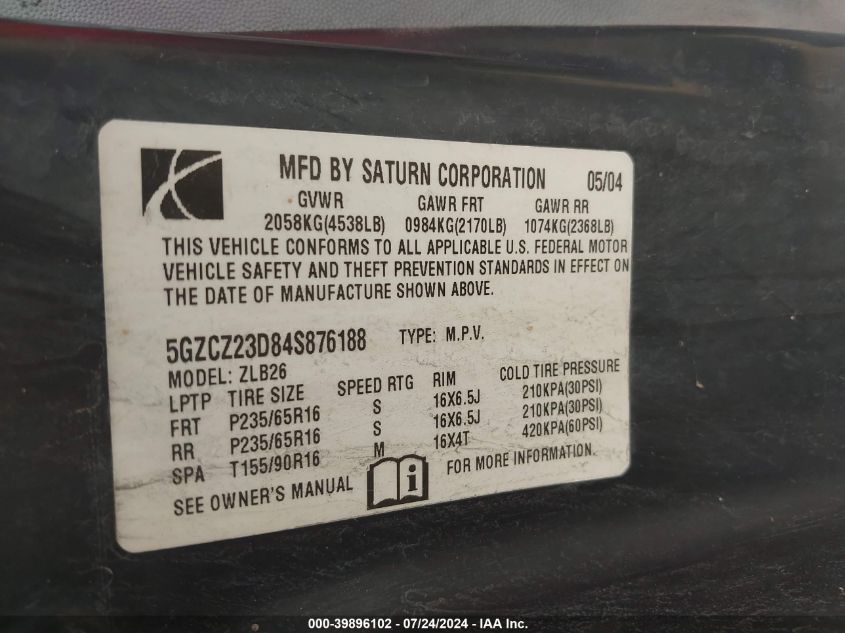 MFD BY SATURN CORPORATION 05/04
GVWR GAWR FRT GAWR RR
2058KG(4538LB) 0984KG(2170LB) 1074KG(2368LB)
THIS VEHICLE CONFORMS TO ALL APPLICABLE U.S. FEDERAL MOTOR
VEHICLE SAFETY AND THEFT PREVENTION STANDARDS IN EFFECT ON
THE DATE OF MANUFACTURE SHOWN ABOVE.
5GZCZ23D84S876188 TYPE: M.P.V.
MODEL: ZLB26
LPTP TIRE SIZE SPEED RTG RIM COLD TIRE PRESSURE
FRT P235/65R16 S 16X6.5J 210KPA(30PSI)
RR P235/65R16 S 16X6.5J 210KPA(30PSI)
SPA T155/90R16 M 16X4T 420KPA(60PSI)
SEE OWNER'S MANUAL i FOR MORE INFORMATION.
000-39896102 - 07/24/2024 - IAA Inc.